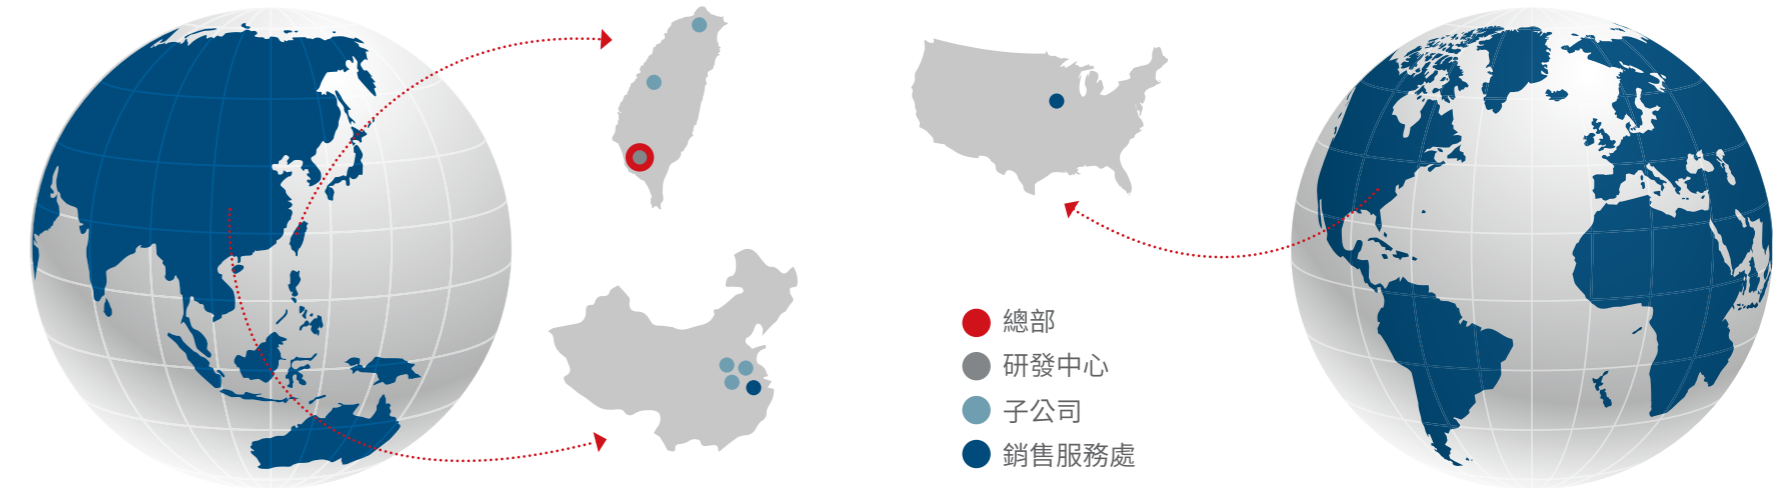 總部
研發中心
子公司
銷售服務處